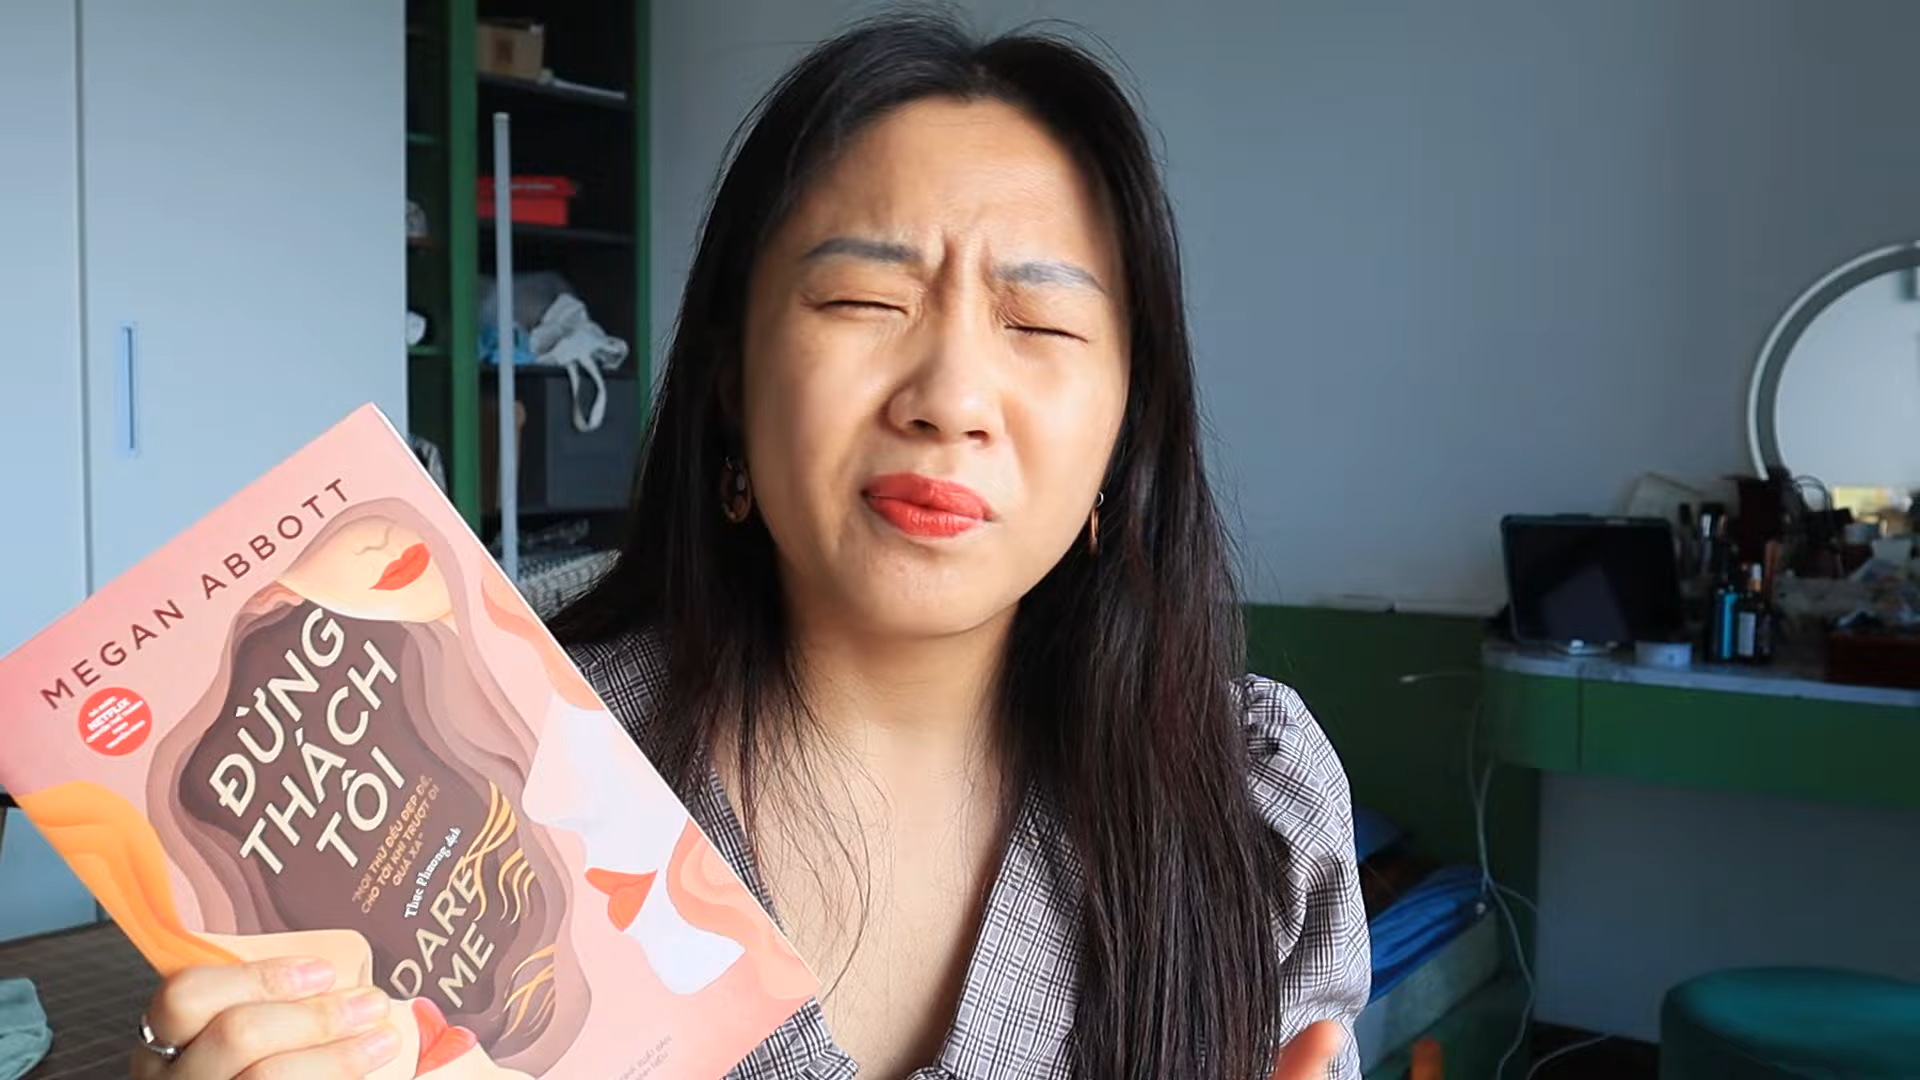 MEGAN ABBOTT
NETFLIX
ĐỪNG
THÁCH
TÔI
"MỌI THỨ ĐỀU ĐẸP ĐẼ,
CHO TỚI KHI TRƯỢT ĐI
QUÁ XA"
Thục Phương dịch
DARE
ME